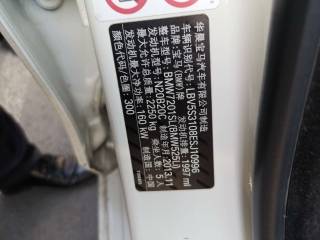 华晨宝马汽车有限公司制造
品牌：宝马(BMW)牌
车辆识别代号：LBV5S3108ESJ10996
整车型号：BMW7201SL(BMW525Li)
发动机型号：N20B20C 发动机排量：1997 ml
最大允许总质量：2250 kg 制造年月：2013.11
发动机最大净功率：160 kW 乘坐人数：5人
车身颜色：300 制造国：中国